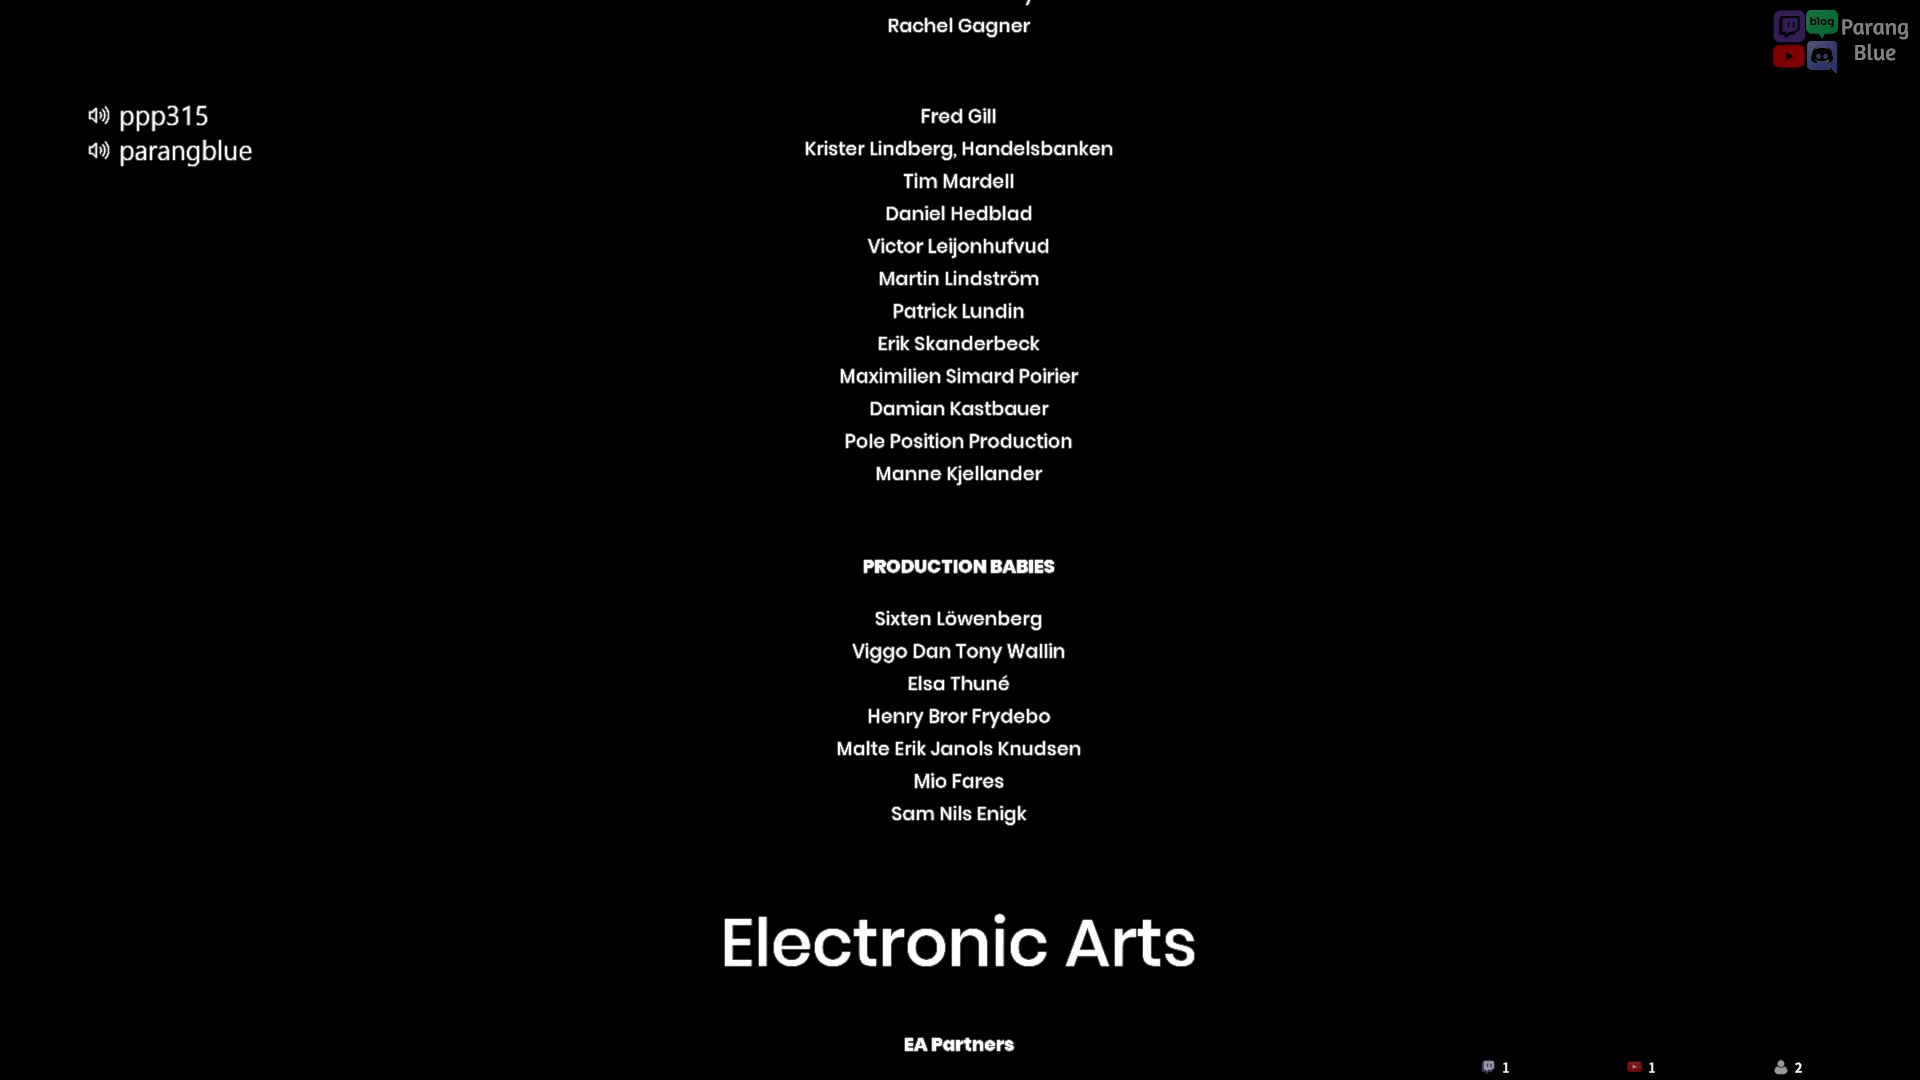 Rachel Gagner
blog
Parang
Blue
ppp315
parangblue
Fred Gill
Krister Lindberg, Handelsbanken
Tim Mardell
Daniel Hedblad
Victor Leijonhufvud
Martin Lindström
Patrick Lundin
Erik Skanderbeck
Maximilien Simard Poirier
Damian Kastbauer
Pole Position Production
Manne Kjellander
PRODUCTION BABIES
Sixten Löwenberg
Viggo Dan Tony Wallin
Elsa Thuné
Henry Bror Frydebo
Malte Erik Janols Knudsen
Mio Fares
Sam Nils Enigk
Electronic Arts
EA Partners
1 1 2